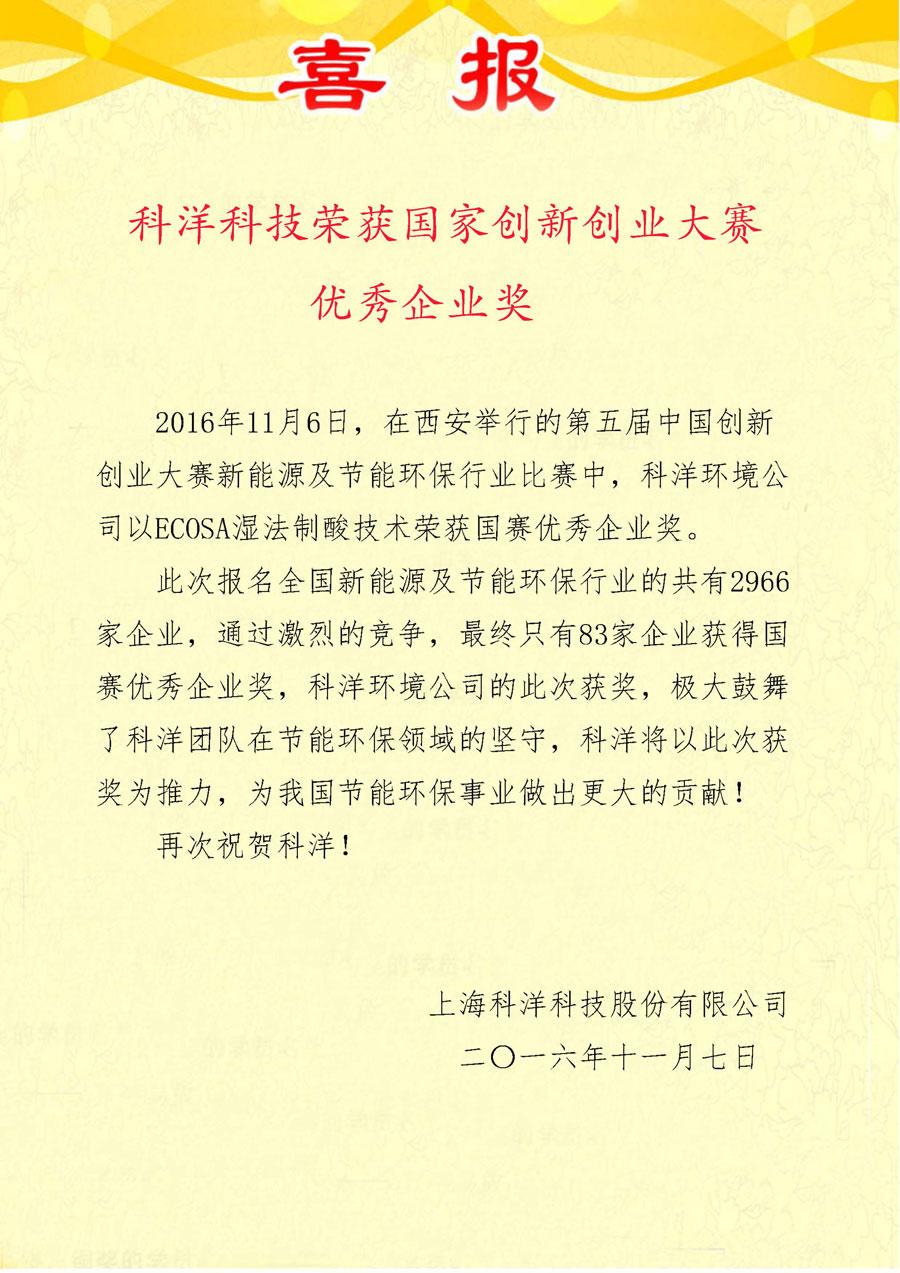 喜报
科洋科技荣获国家创新创业大赛
优秀企业奖
2016年11月6日，在西安举行的第五届中国创新
创业大赛新能源及节能环保行业比赛中，科洋环境公
司以ECOSA湿法制酸技术荣获国赛优秀企业奖。
此次报名全国新能源及节能环保行业的共有2966
家企业，通过激烈的竞争，最终只有83家企业获得国
赛优秀企业奖，科洋环境公司的此次获奖，极大鼓舞
了科洋团队在节能环保领域的坚守，科洋将以此次获
奖为推力，为我国节能环保事业做出更大的贡献！
再次祝贺科洋！
上海科洋科技股份有限公司
二〇一六年十一月七日